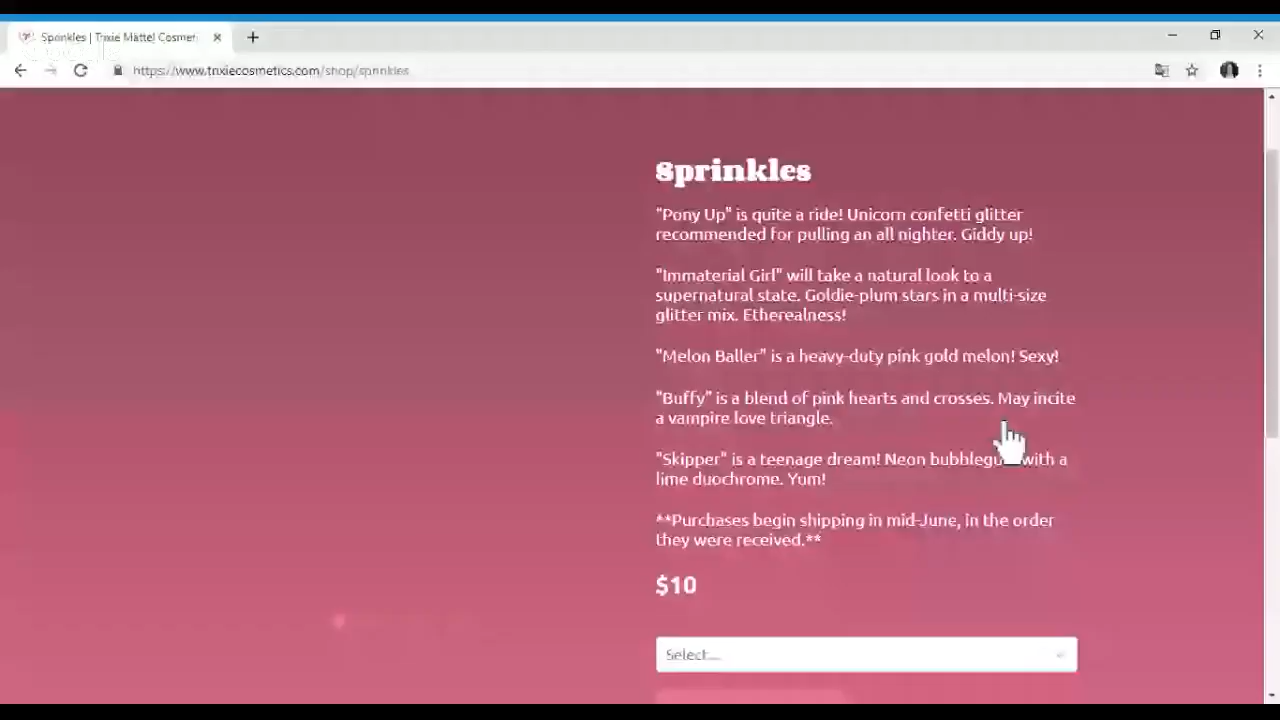 Sprinkles | Trixie Mattel Cosmet
https://www.trixiecosmetics.com/shop/sprinkles
Sprinkles
"Pony Up" is quite a ride! Unicorn confetti glitter
recommended for pulling an all nighter. Giddy up!
"Immaterial Girl" will take a natural look to a
supernatural state. Goldie-plum stars in a multi-size
glitter mix. Etherealness!
"Melon Baller" is a heavy-duty pink gold melon! Sexy!
"Buffy" is a blend of pink hearts and crosses. May incite
a vampire love triangle.
"Skipper" is a teenage dream! Neon with a
lime duochrome. Yum!
**Purchases begin shipping in mid-June, in the order
they were received.**
$10
Select...